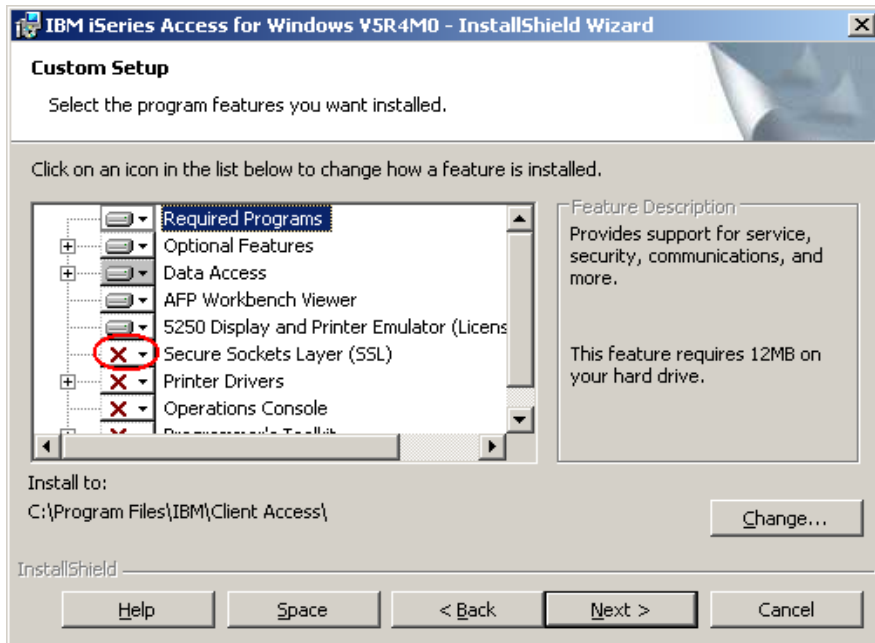 IBM iSeries Access for Windows V5R4M0 - InstallShield Wizard
Custom Setup
Select the program features you want installed.
Click on an icon in the list below to change how a feature is installed.
Required Programs
Optional Features
Data Access
AFP Workbench Viewer
5250 Display and Printer Emulator (Licens
Secure Sockets Layer (SSL)
Printer Drivers
Operations Console
Programmer's Toolkit
Feature Description
Provides support for service,
security, communications, and
more.
This feature requires 12MB on
your hard drive.
Install to:
C:\Program Files\IBM\Client Access\
Change...
InstallShield
Help
Space
< Back
Next >
Cancel